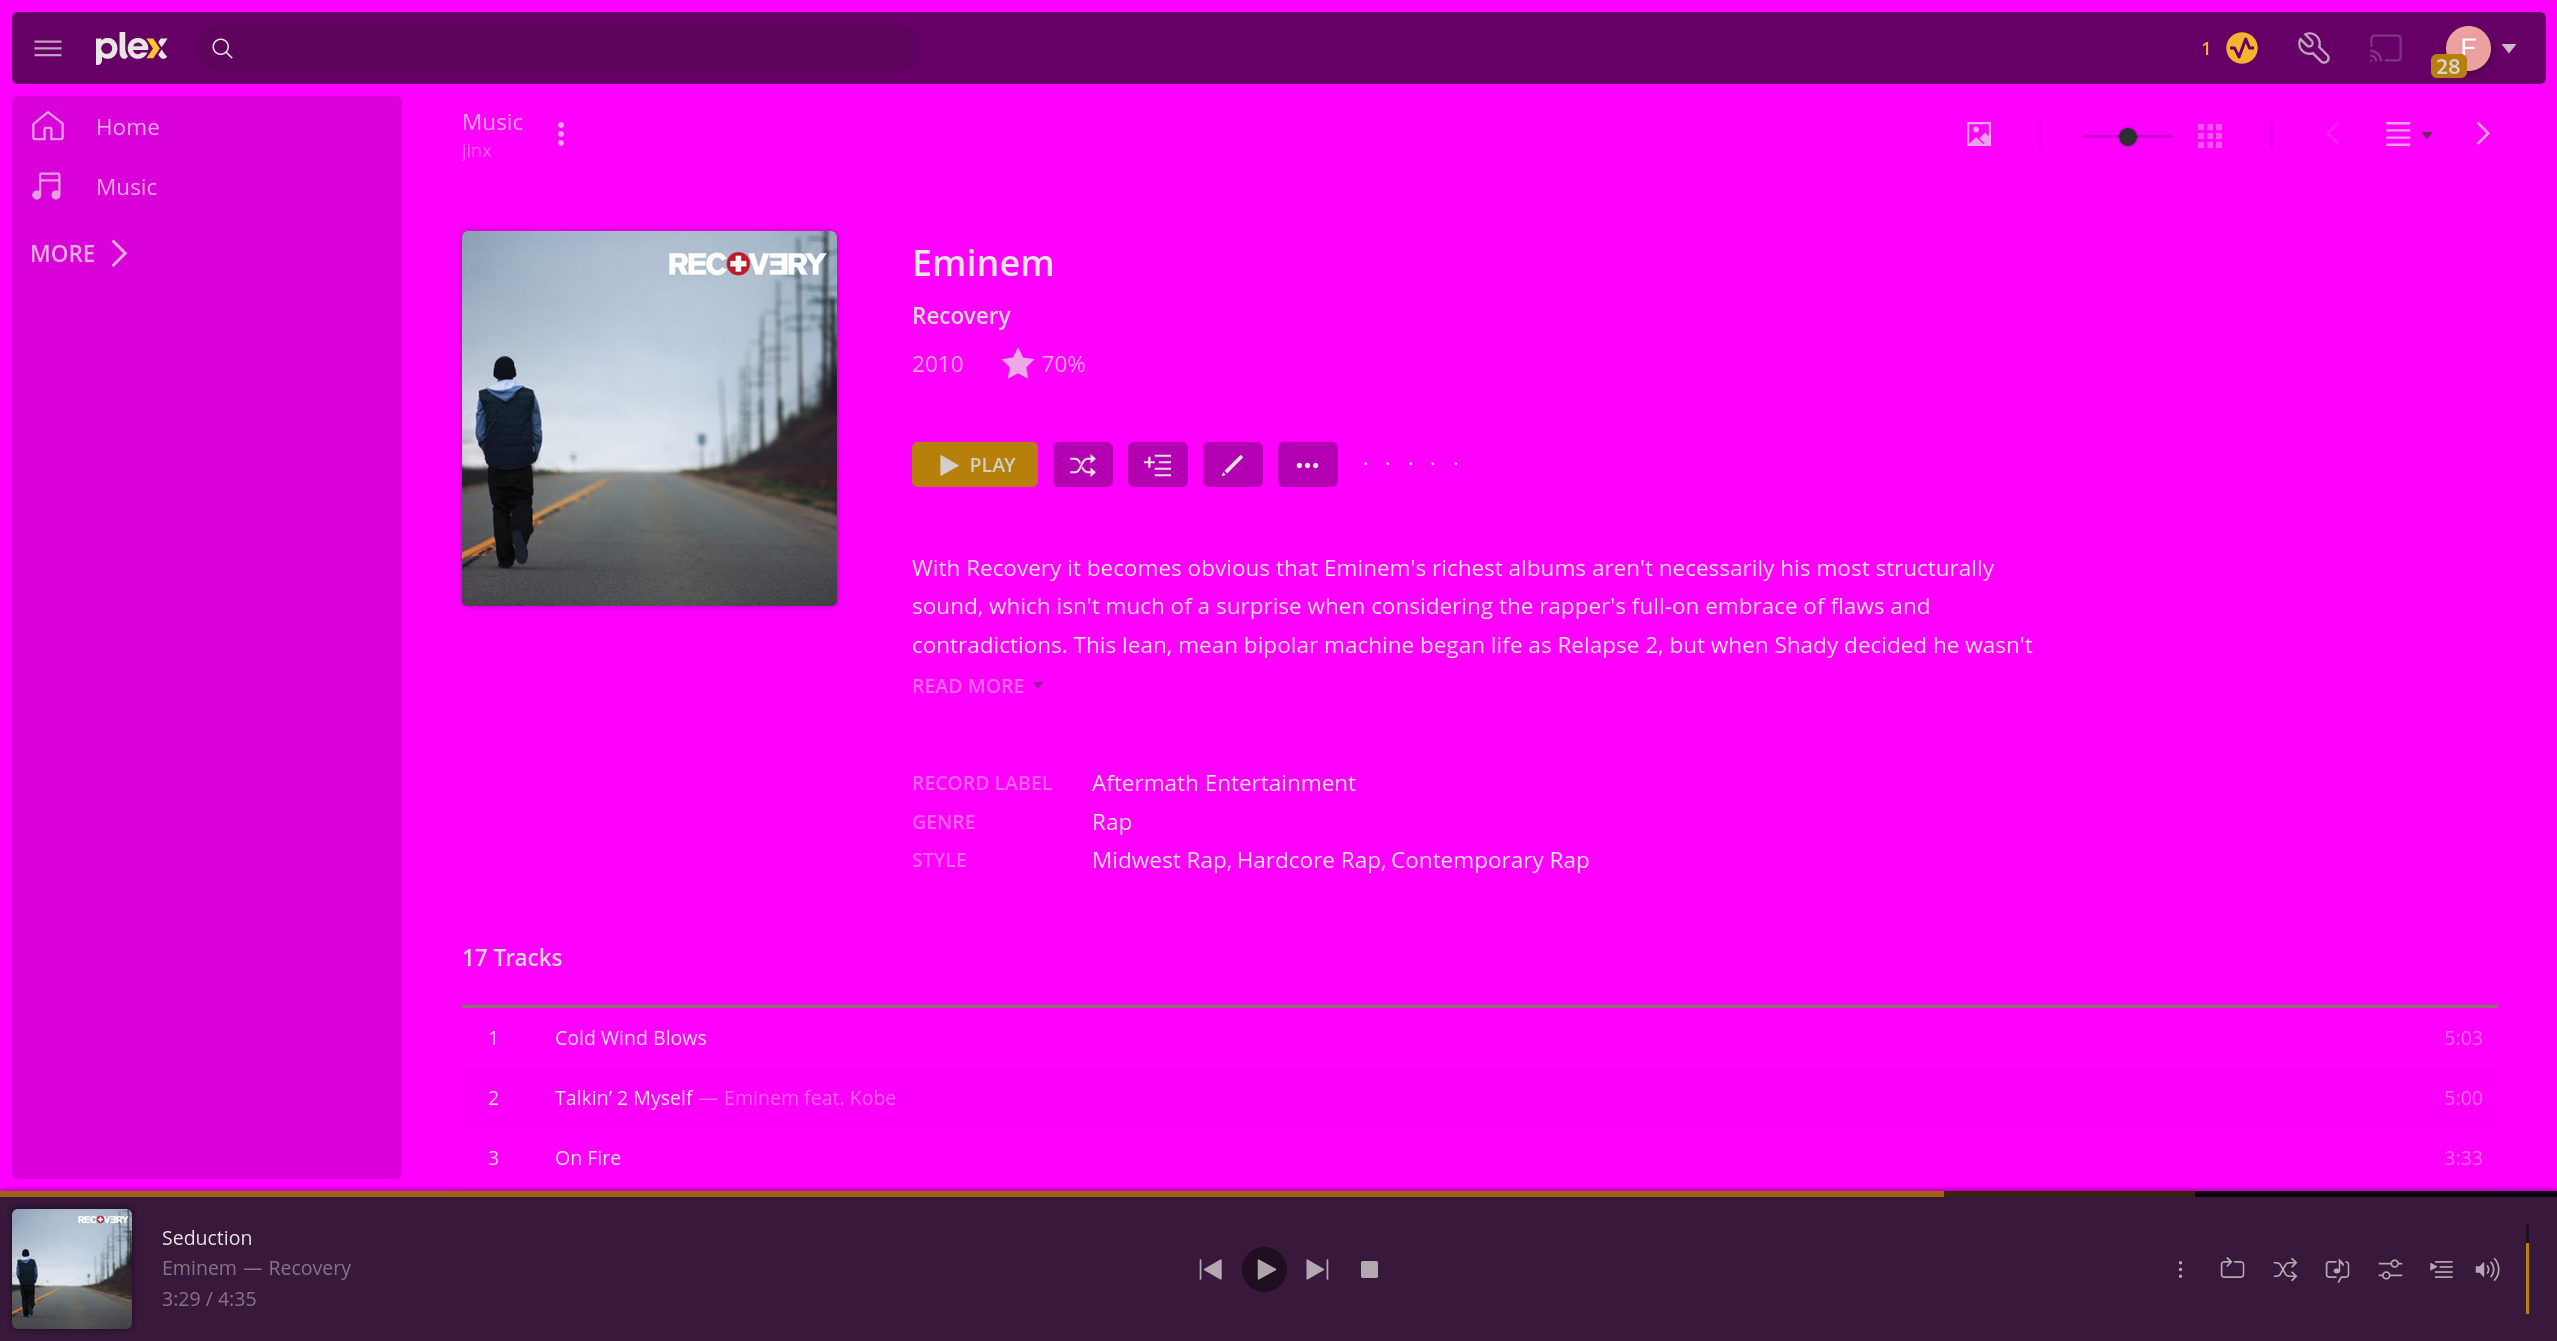 plex
1
E
28
Home
Music
MORE
Music
jinx
RECOVERY
Eminem
Recovery
2010 70%
PLAY
With Recovery it becomes obvious that Eminem's richest albums aren't necessarily his most structurally
sound, which isn't much of a surprise when considering the rapper's full-on embrace of flaws and
contradictions. This lean, mean bipolar machine began life as Relapse 2, but when Shady decided he wasn't
READ MORE
RECORD LABEL Aftermath Entertainment
GENRE Rap
STYLE Midwest Rap, Hardcore Rap, Contemporary Rap
17 Tracks
1 Cold Wind Blows 5:03
2 Talkin’ 2 Myself — Eminem feat. Kobe 5:00
3 On Fire 3:33
RECOVERY
Seduction
Eminem — Recovery
3:29 / 4:35